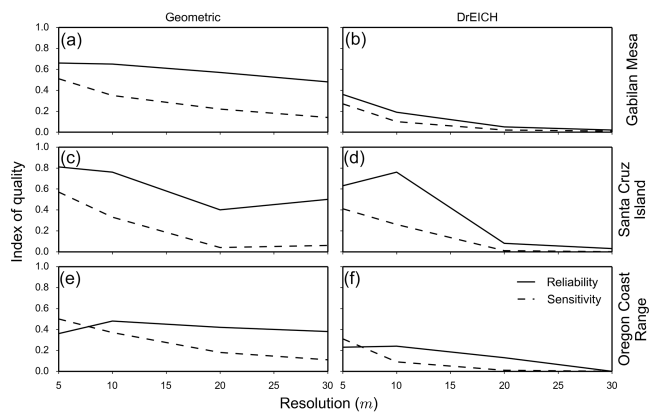 Geometric
DrEICH
1.0
0.8
0.6
0.4
0.2
0.0
(a)
(b)
Gabilan Mesa
1.0
0.8
0.6
0.4
0.2
0.0
(c)
(d)
Santa Cruz
Island
Index of quality
1.0
0.8
0.6
0.4
0.2
0.0
(e)
(f)
Reliability
Sensitivity
Oregon Coast
Range
5
10
15
20
25
30
5
10
15
20
25
30
Resolution (m)